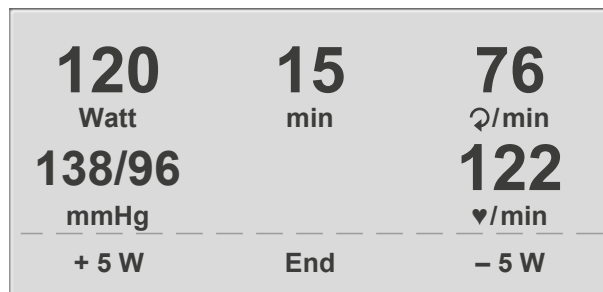 120 15 76
Watt min /min
138/96 122
mmHg ♥/min
+ 5 W End – 5 W